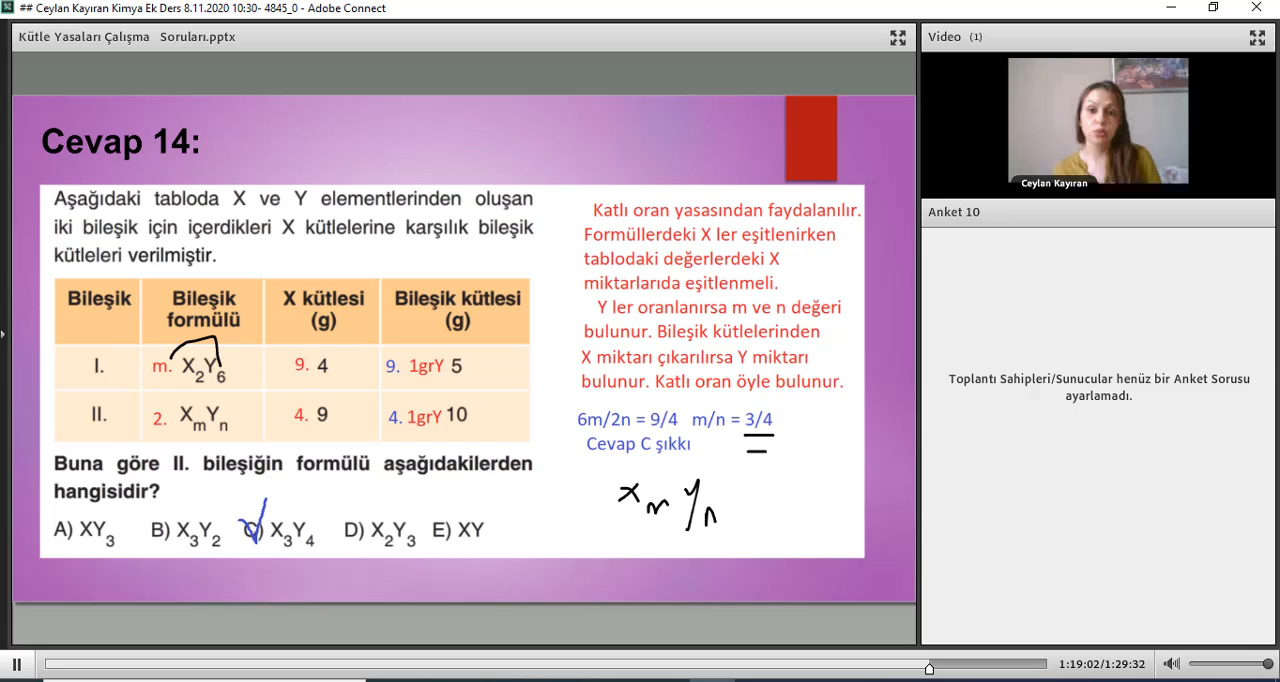 ## Ceylan Kayıran Kimya Ek Ders 8.11.2020 10:30- 4845_0 - Adobe Connect
Kütle Yasaları Çalışma Soruları.pptx
Cevap 14:
Aşağıdaki tabloda X ve Y elementlerinden oluşan
iki bileşik için içerdikleri X kütlelerine karşılık bileşik
kütleleri verilmiştir.
Bileşik Bileşik formülü X kütlesi (g) Bileşik kütlesi (g)
I. m. X2Y6 9. 4 9. 1grY 5
II. 2. XmYn 4. 9 4. 1grY 10
Buna göre II. bileşiğin formülü aşağıdakilerden
hangisidir?
A) XY3 B) X3Y2 C) X3Y4 D) X2Y3 E) XY
Katlı oran yasasından faydalanılır.
Formüllerdeki X ler eşitlenirken
tablodaki değerlerdeki X
miktarlarıda eşitlenmeli.
Y ler oranlanırsa m ve n değeri
bulunur. Bileşik kütlelerinden
X miktarı çıkarılırsa Y miktarı
bulunur. Katlı oran öyle bulunur.
6m/2n = 9/4 m/n = 3/4
Cevap C şıkkı
Xm Yn
Video (1)
Ceylan Kayıran
Anket 10
Toplantı Sahipleri/Sunucular henüz bir Anket Sorusu
ayarlamadı.
1:19:02/1:29:32